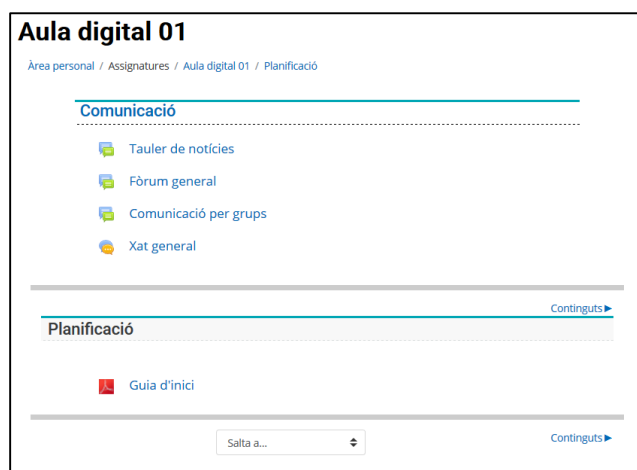 Aula digital 01
Àrea personal / Assignatures / Aula digital 01 / Planificació
Comunicació
Tauler de notícies
Fòrum general
Comunicació per grups
Xat general
Continguts ▶
Planificació
Guia d'inici
Salta a...
Continguts ▶